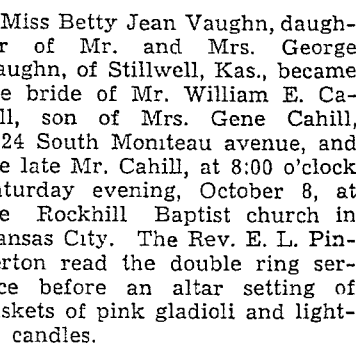 Miss Betty Jean Vaughn, daugh-
r of Mr. and Mrs. George
aughn, of Stillwell, Kas., became
e bride of Mr. William E. Ca-
ll, son of Mrs. Gene Cahill,
24 South Moniteau avenue, and
e late Mr. Cahill, at 8:00 o'clock
aturday evening, October 8, at
e Rockhill Baptist church in
ansas City. The Rev. E. L. Pin-
erton read the double ring ser-
ce before an altar setting of
skets of pink gladioli and light-
candles.